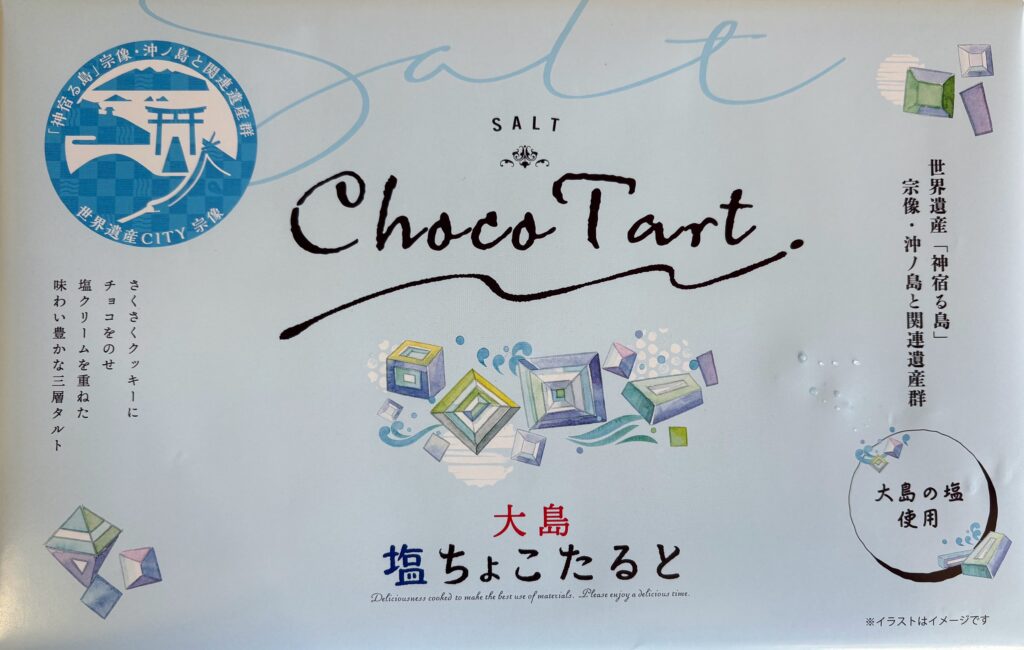 Salt
「神宿る島」宗像・沖ノ島と関連遺産群
世界遺産CITY 宗像
SALT
Choco Tart.
世界遺産「神宿る島」
宗像・沖ノ島と関連遺産群
さくさくクッキーに
チョコをのせ
塩クリームを重ねた
味わい豊かな三層タルト
大島
塩ちょこたると
Deliciousness cooked to make the best use of materials. Please enjoy a delicious time.
大島の塩
使用
※イラストはイメージです